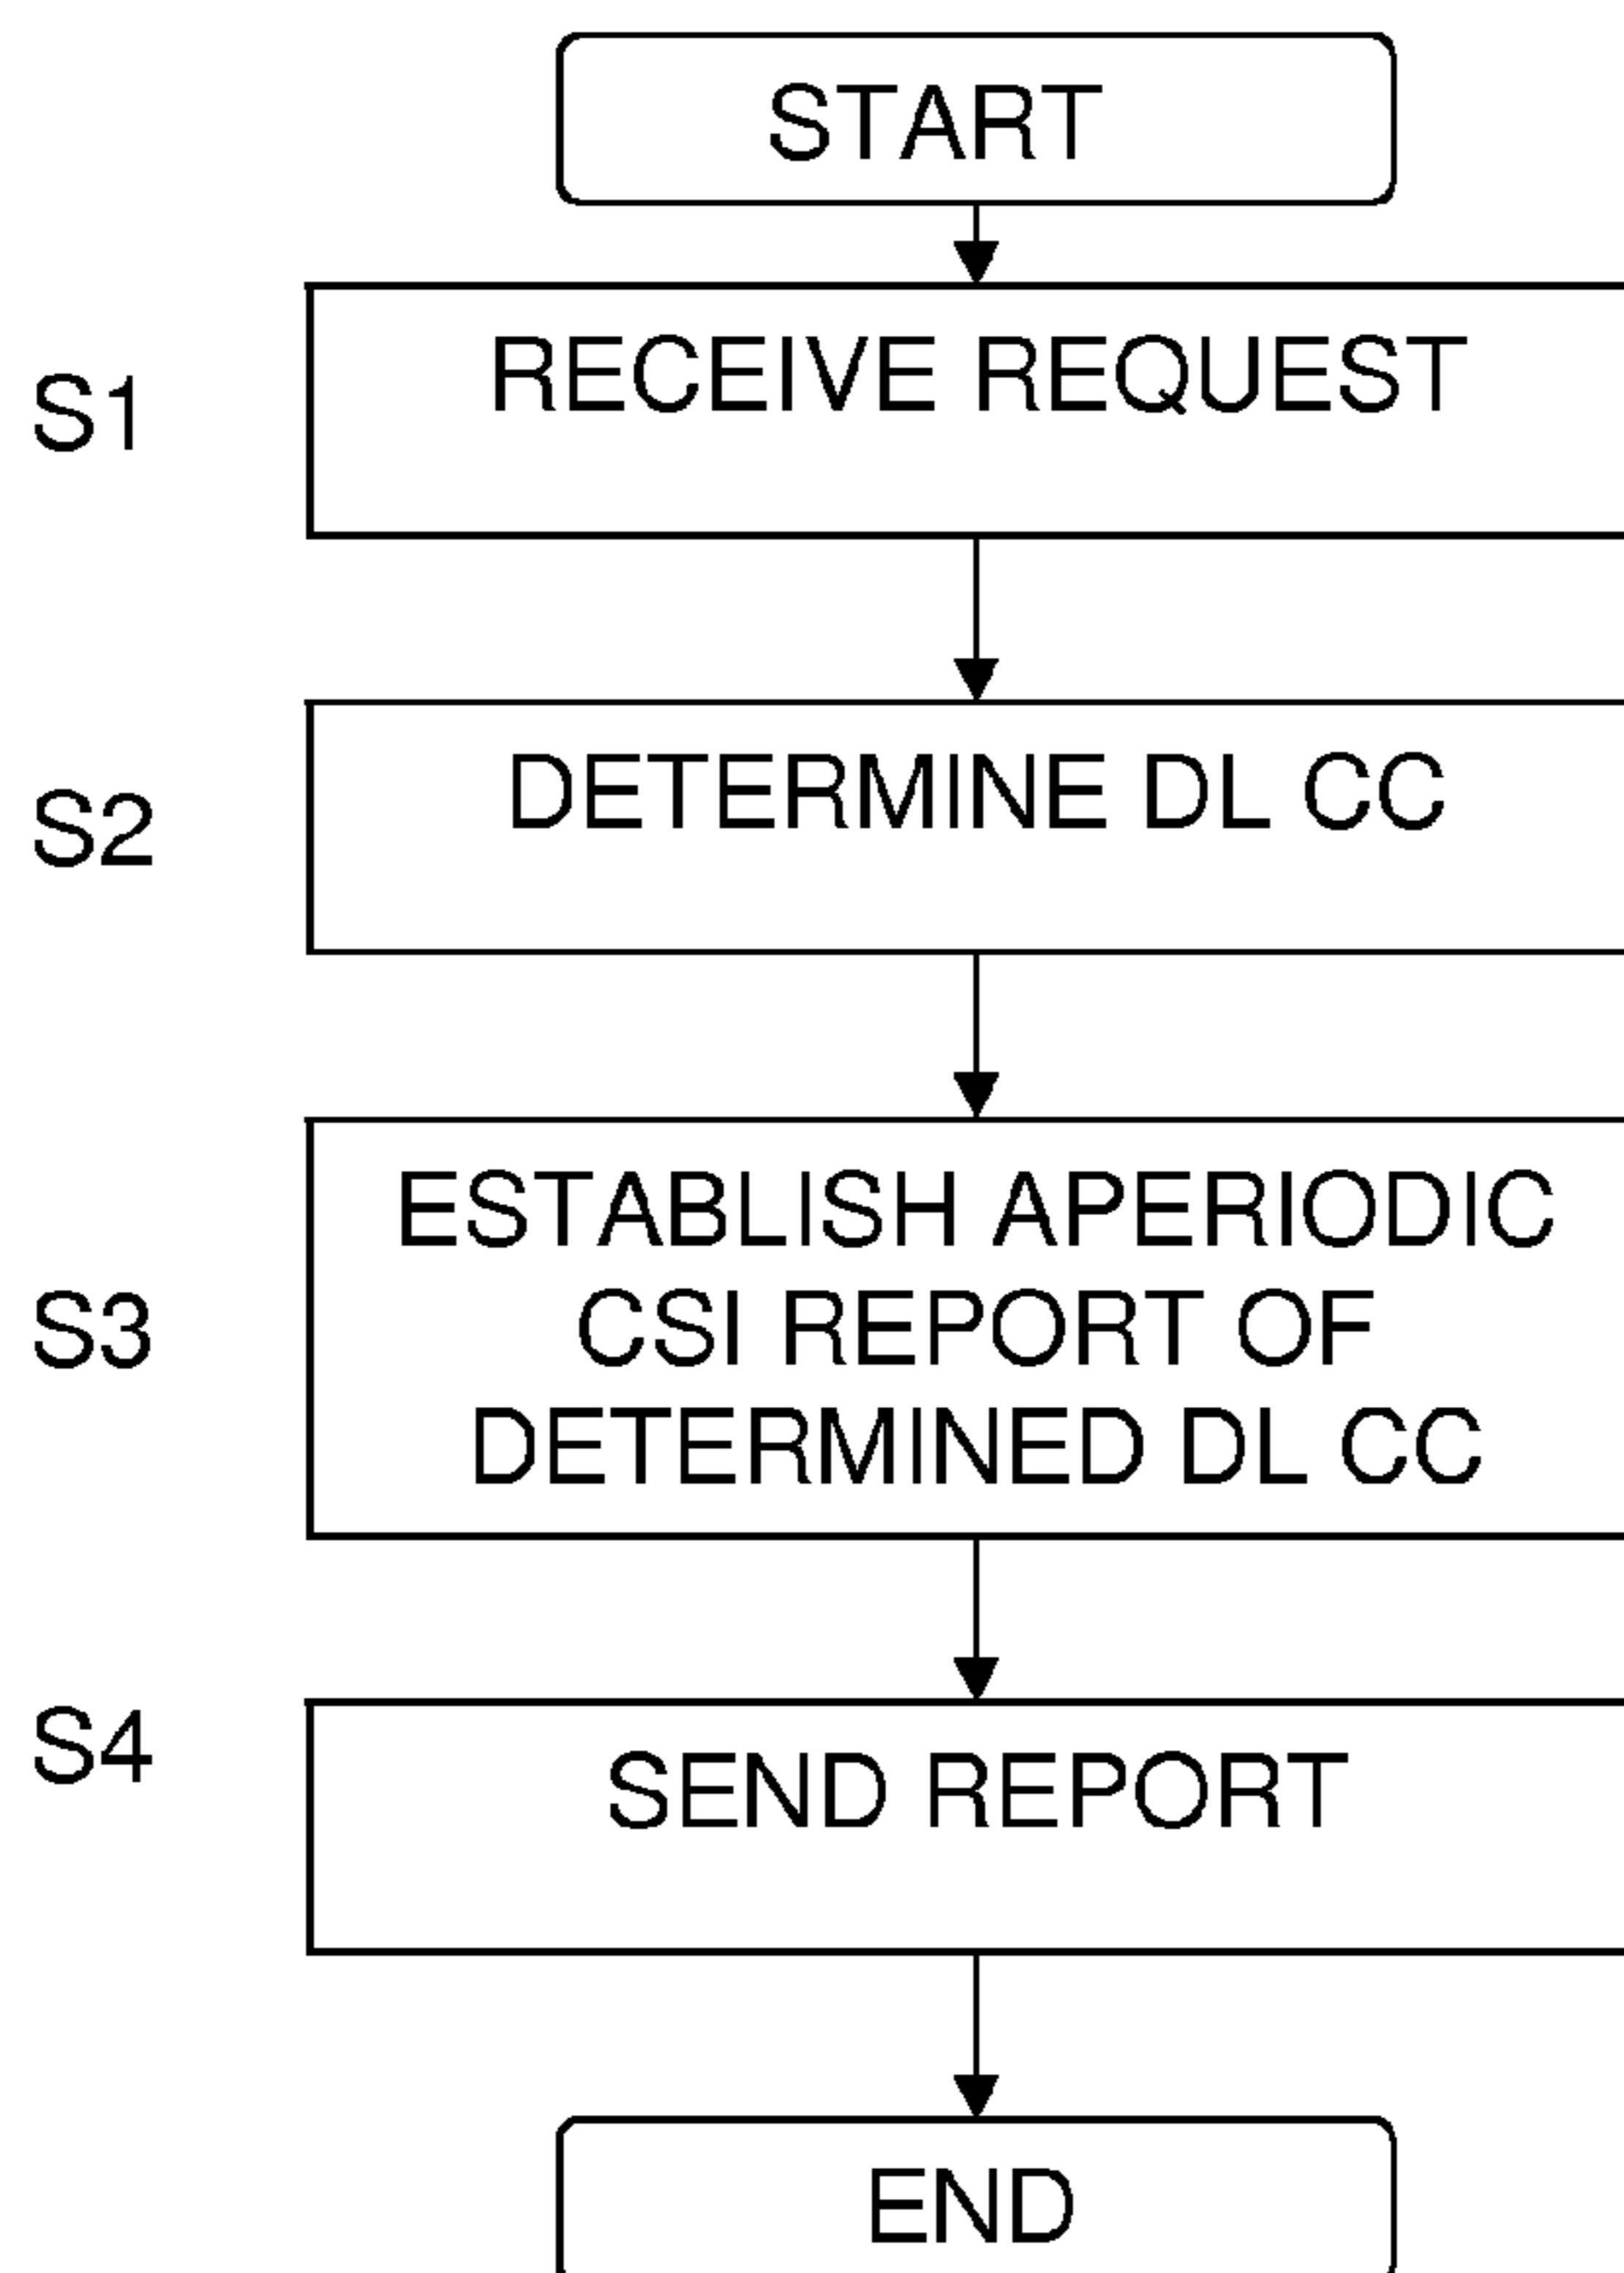 START
S1
RECEIVE REQUEST
S2
DETERMINE DL CC
S3
ESTABLISH APERIODIC
CSI REPORT OF
DETERMINED DL CC
S4
SEND REPORT
END